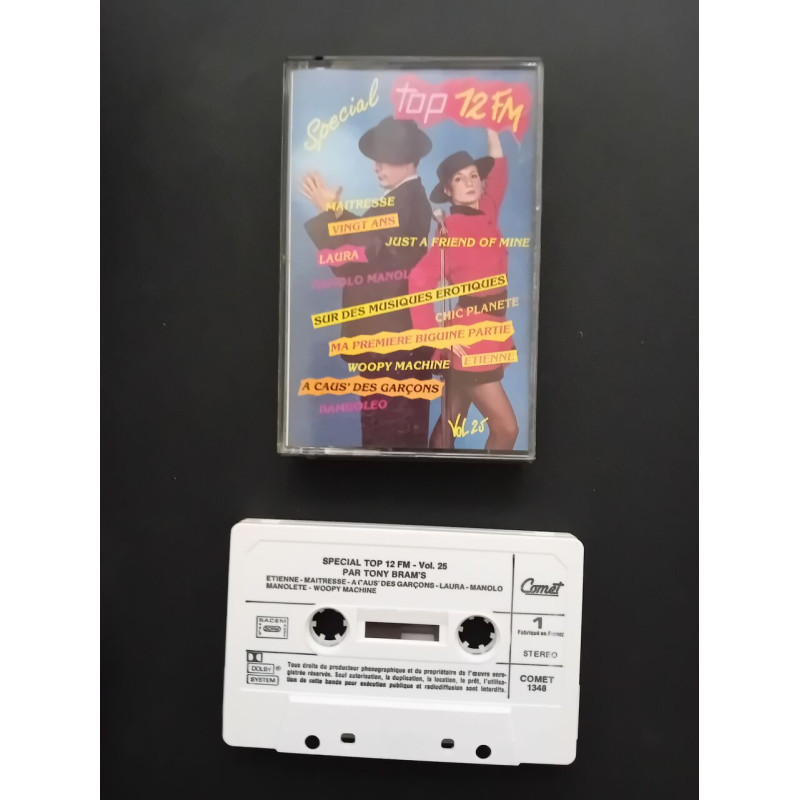 Special top 12 FM
MAITRESSE
VINGT ANS
JUST A FRIEND OF MINE
LAURA
MANOLO MANOL
SUR DES MUSIQUES EROTIQUES
CHIC PLANETE
MA PREMIERE BIGUINE PARTIE
WOOPY MACHINE
ETIENNE
A CAUS' DES GARÇONS
BAMBOLEO
VOL 25
SPECIAL TOP 12 FM - Vol. 25
PAR TONY BRAM'S
ETIENNE - MAITRESSE - A CAUS' DES GARÇONS - LAURA - MANOLO
MANOLETE - WOOPY MACHINE
Comet
SACEM
1
Fabriqué en France
STEREO
DOLBY ®
SYSTEM
Tous droits du producteur phonographique et du propriétaire de l'œuvre enre-
gistrée réservés. Sauf autorisation, la duplication, la location, le prêt, l'utilisa-
tion de cette bande pour exécution publique et radiodiffusion sont interdits.
COMET
1348